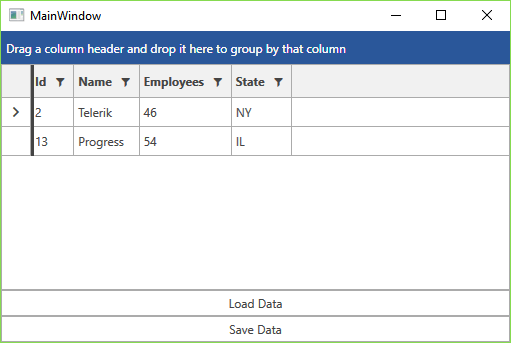 MainWindow
Drag a column header and drop it here to group by that column
Id Name Employees State
2 Telerik 46 NY
13 Progress 54 IL
Load Data
Save Data